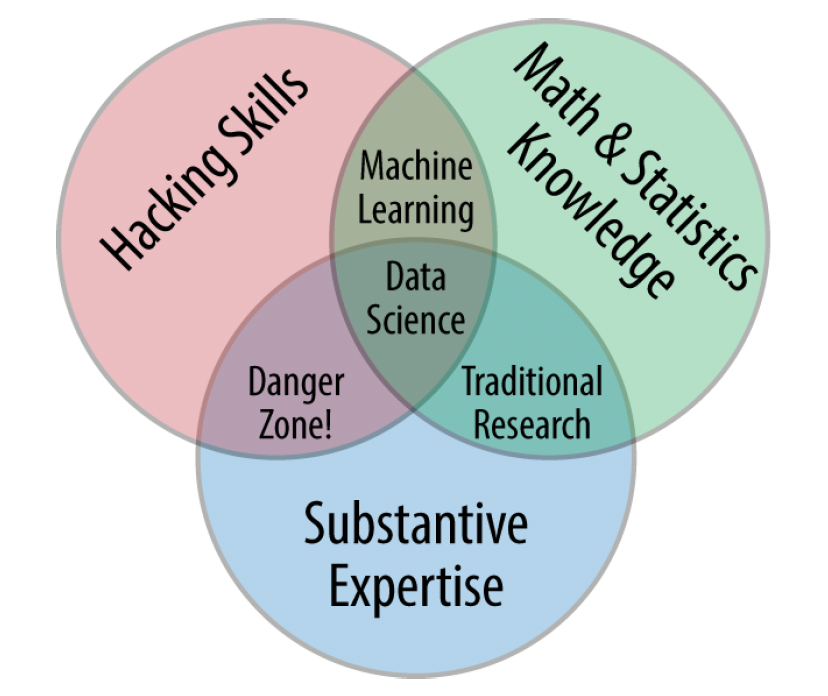 Hacking Skills
Math & Statistics
Knowledge
Machine
Learning
Data
Science
Danger
Zone!
Traditional
Research
Substantive
Expertise